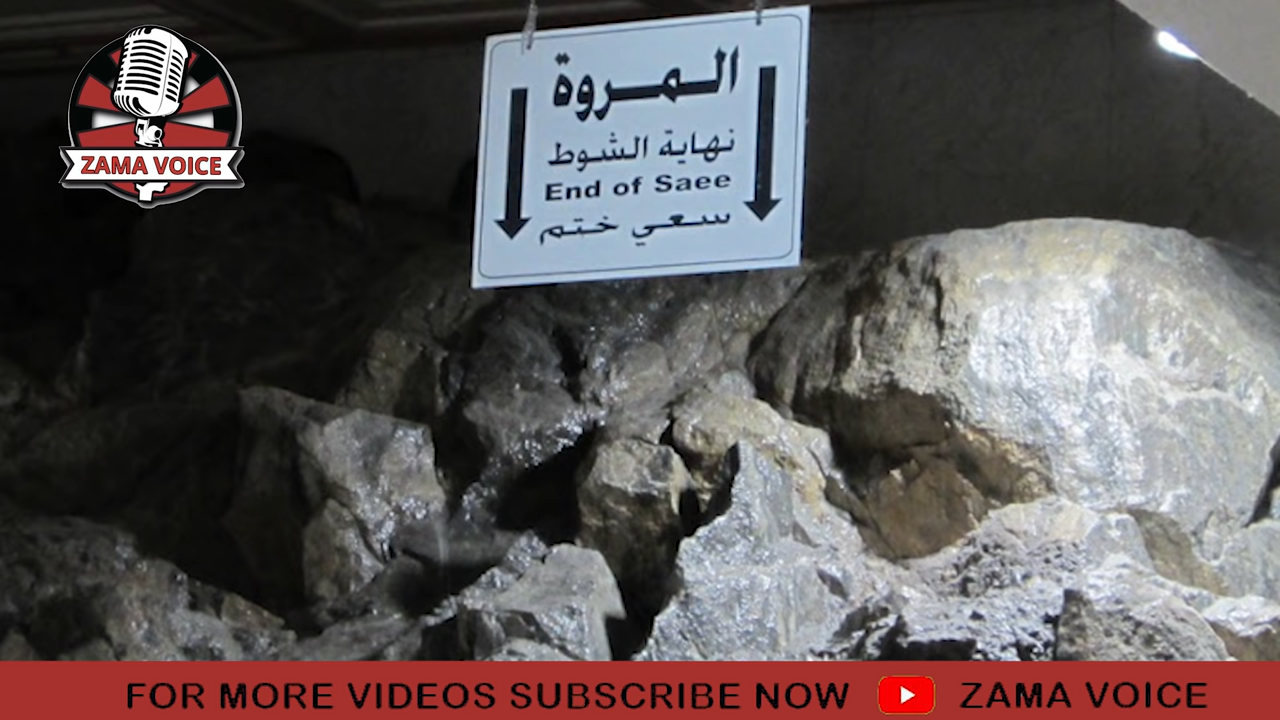 ZAMA VOICE
المروة
نهاية الشوط
End of Saee
سعي ختم
FOR MORE VIDEOS SUBSCRIBE NOW ZAMA VOICE